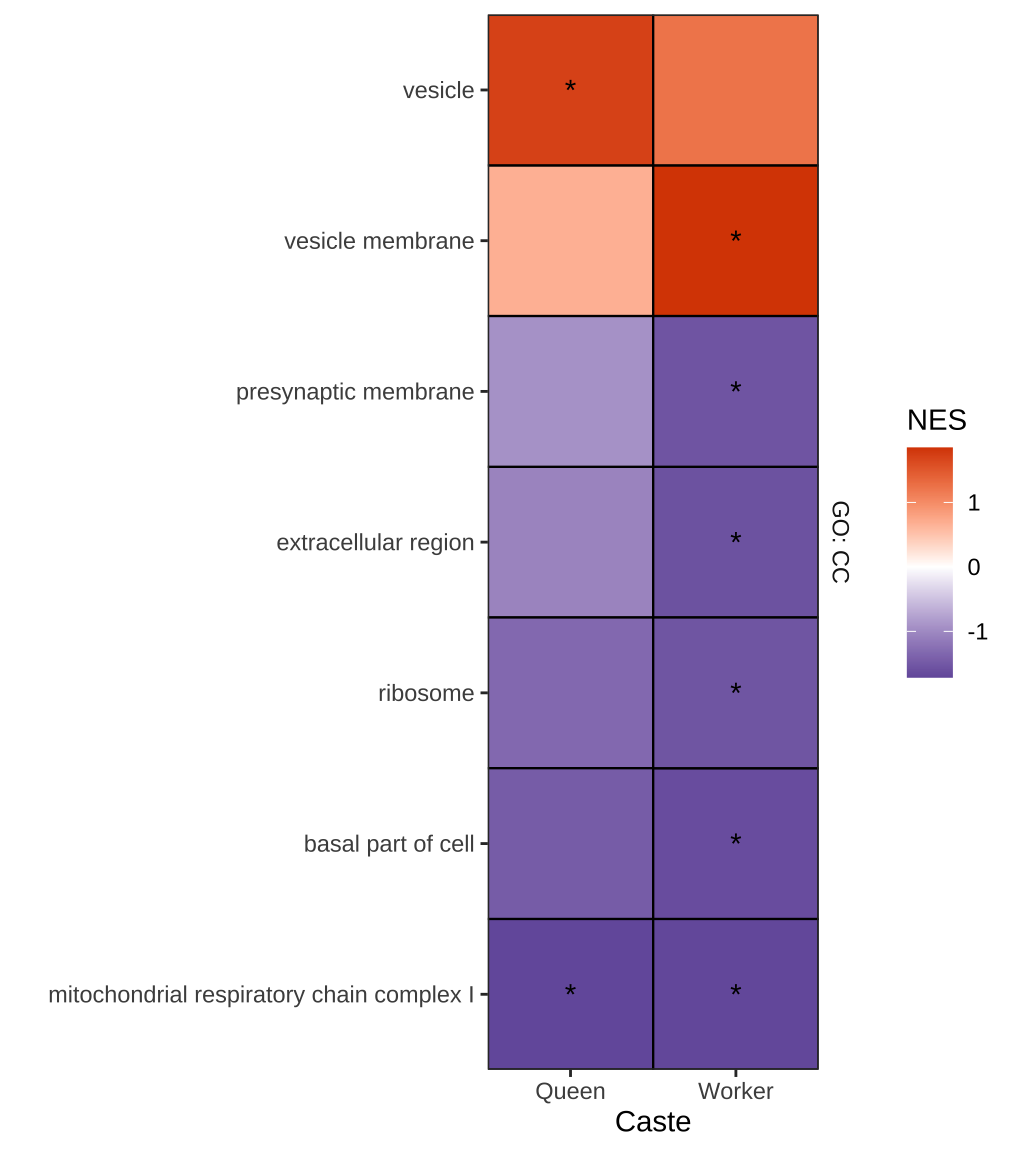 vesicle
*
vesicle membrane
*
presynaptic membrane
*
extracellular region
*
ribosome
*
basal part of cell
*
mitochondrial respiratory chain complex I
* *
Queen Worker
Caste
GO: CC
NES
1
0
-1